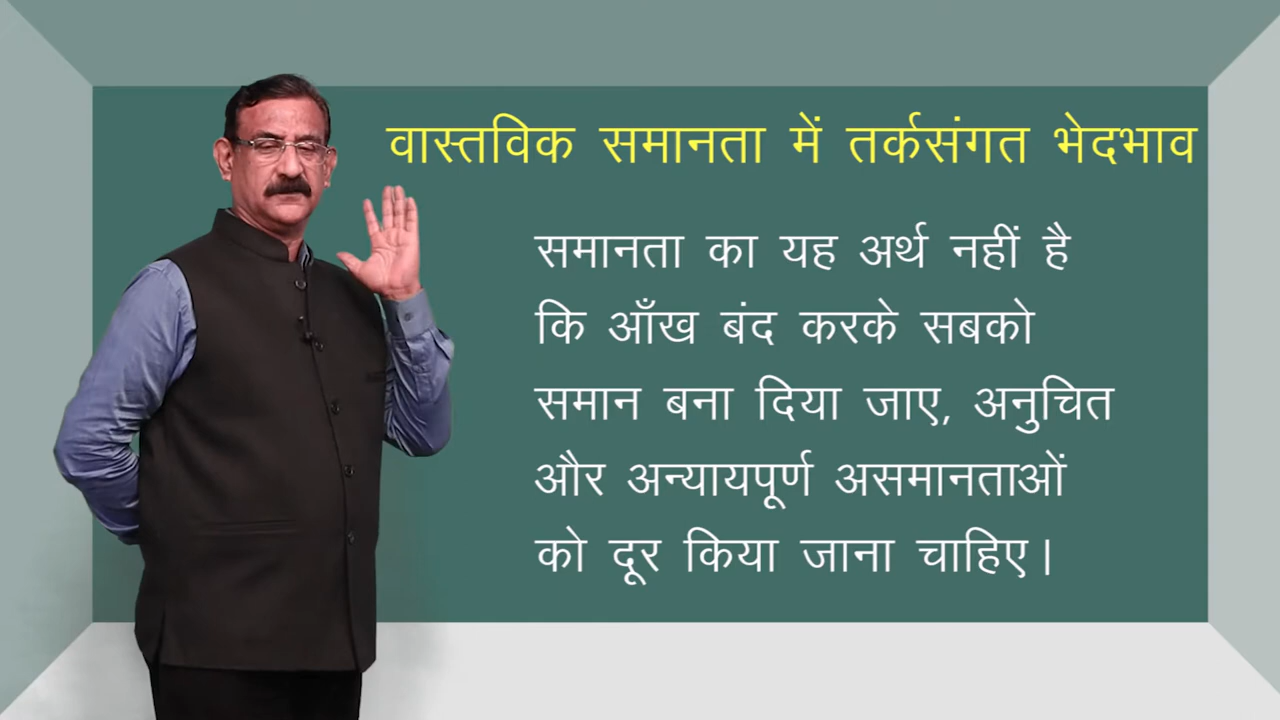 वास्तविक समानता में तर्कसंगत भेदभाव
समानता का यह अर्थ नहीं है
कि आँख बंद करके सबको
समान बना दिया जाए, अनुचित
और अन्यायपूर्ण असमानताओं
को दूर किया जाना चाहिए।